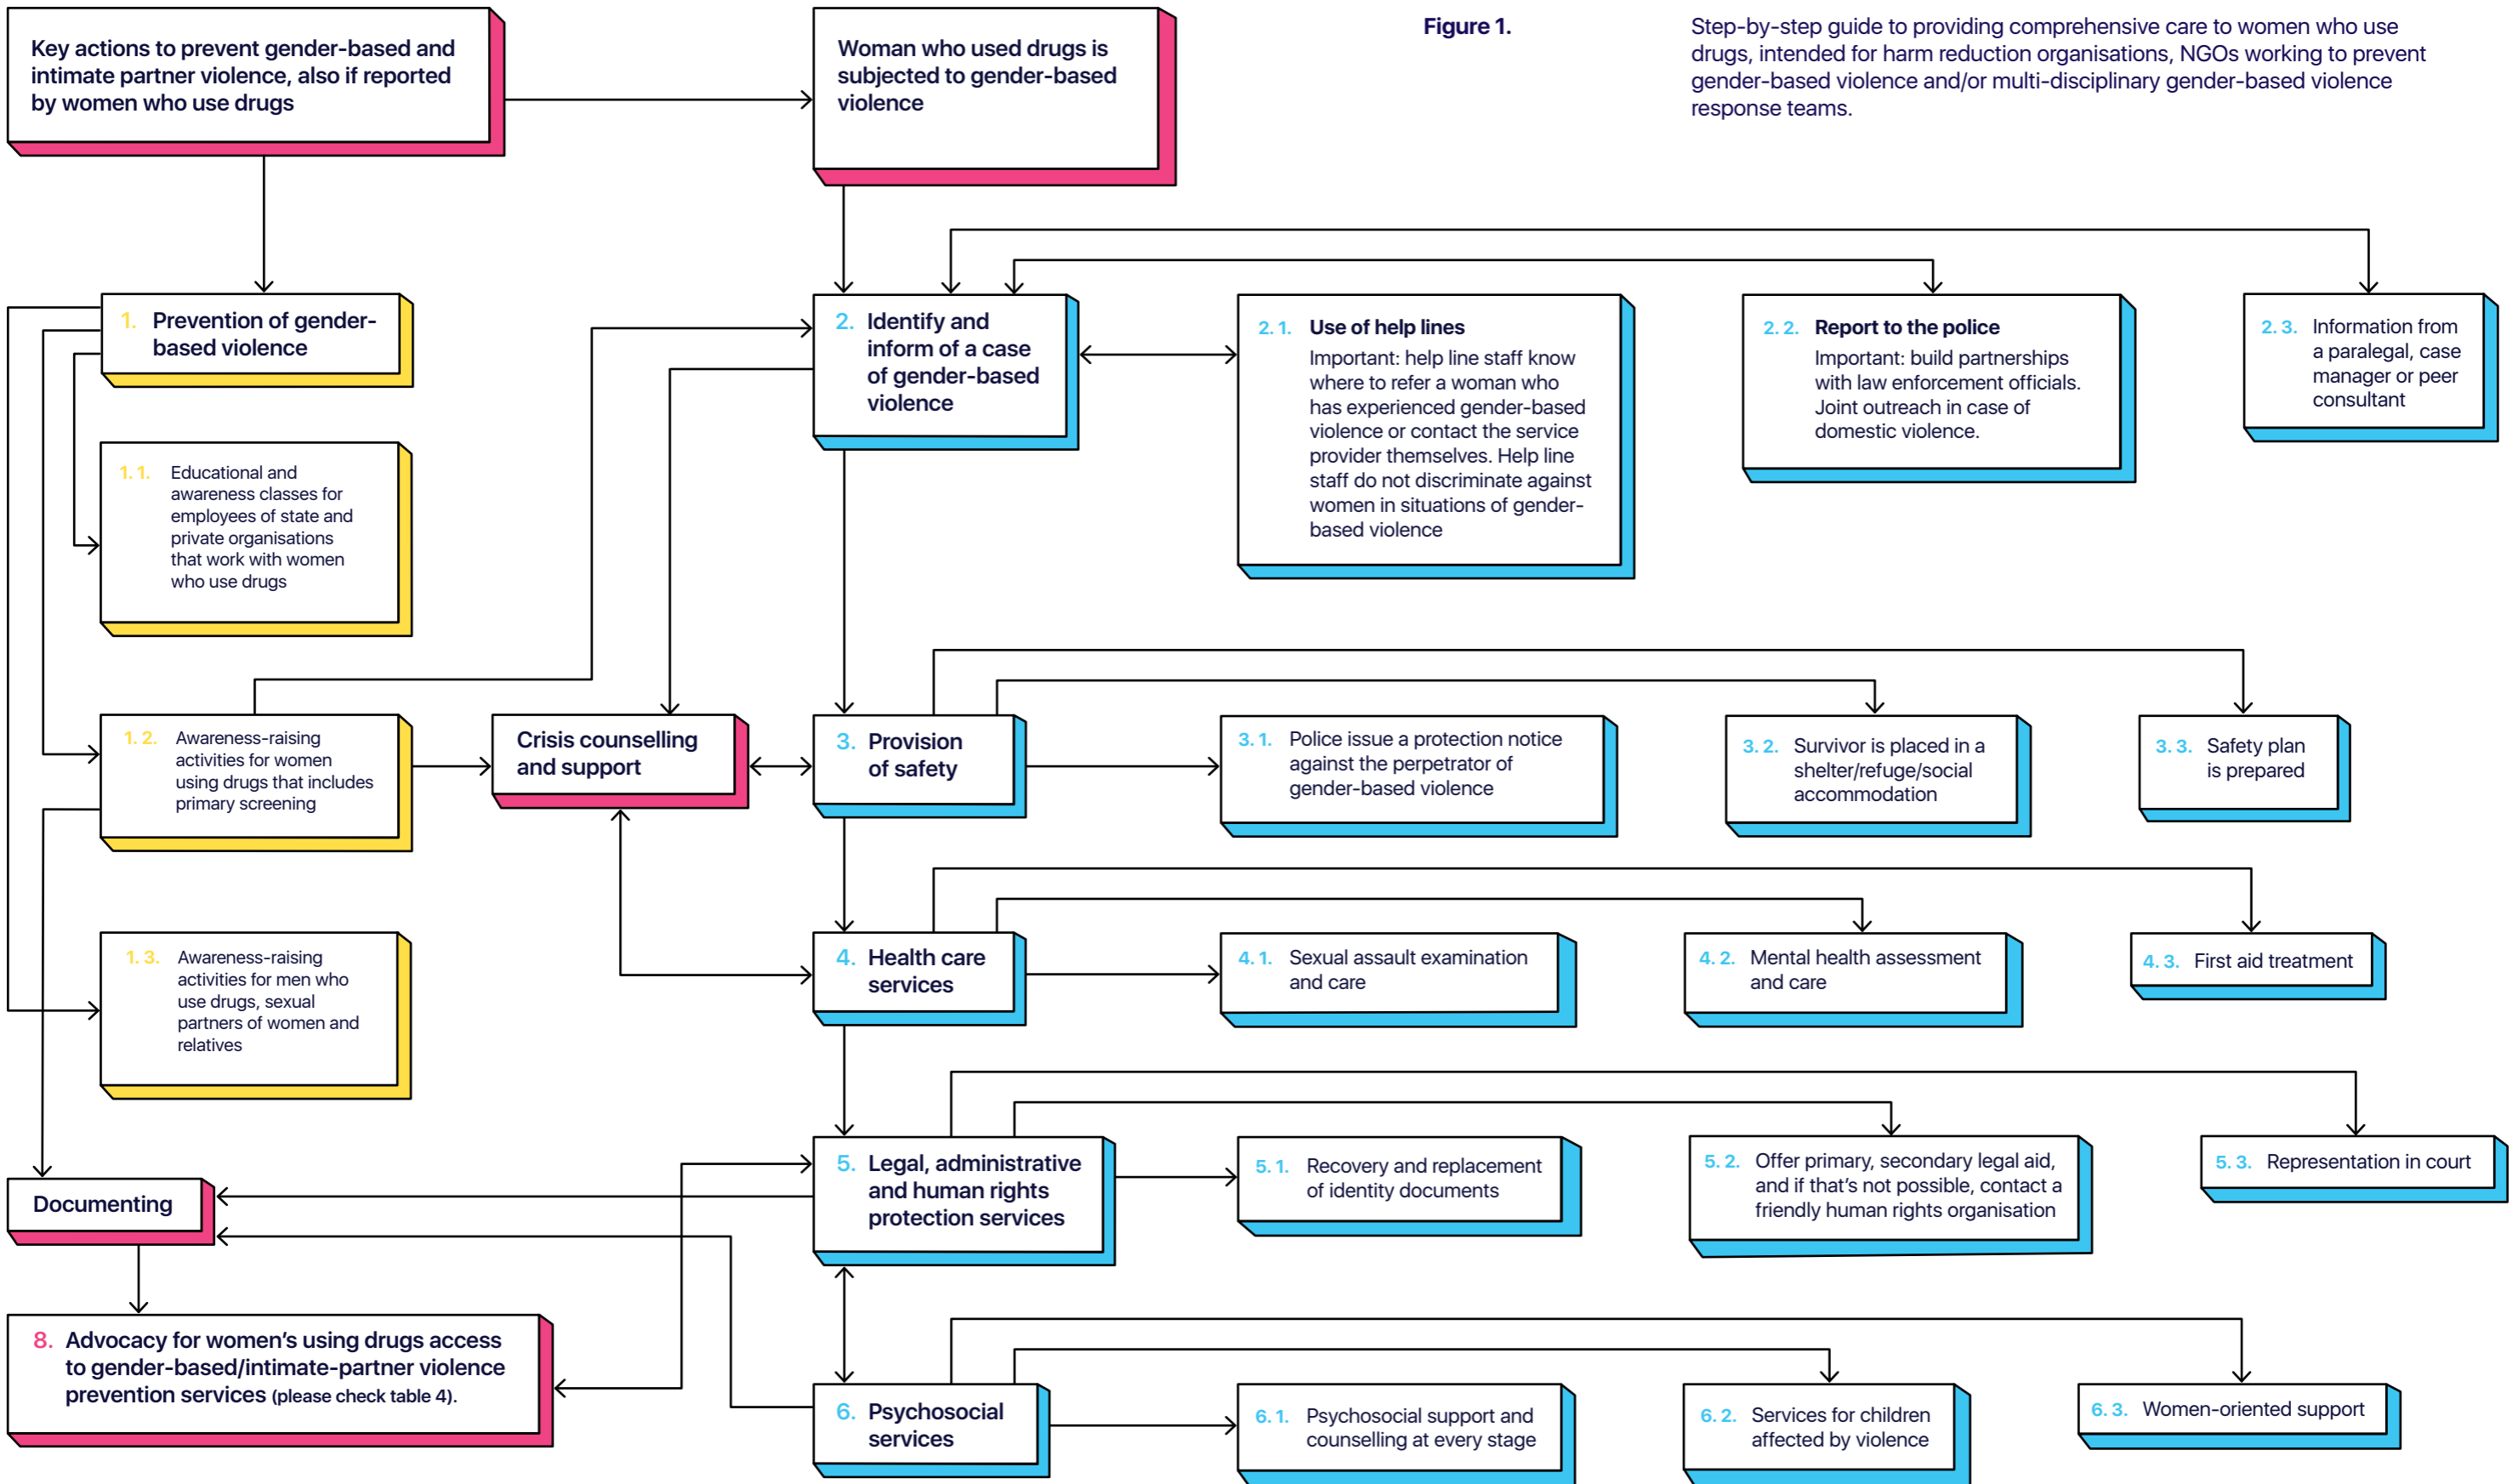 Key actions to prevent gender-based and
intimate partner violence, also if reported
by women who use drugs
Woman who used drugs is
subjected to gender-based
violence
Figure 1.
Step-by-step guide to providing comprehensive care to women who use
drugs, intended for harm reduction organisations, NGOs working to prevent
gender-based violence and/or multi-disciplinary gender-based violence
response teams.
1. Prevention of gender-
based violence
2. Identify and
inform of a case
of gender-based
violence
2. 1. Use of help lines
Important: help line staff know
where to refer a woman who
has experienced gender-based
violence or contact the service
provider themselves. Help line
staff do not discriminate against
women in situations of gender-
based violence
2. 2. Report to the police
Important: build partnerships
with law enforcement officials.
Joint outreach in case of
domestic violence.
2. 3. Information from
a paralegal, case
manager or peer
consultant
1. 1. Educational and
awareness classes for
employees of state and
private organisations
that work with women
who use drugs
1. 2. Awareness-raising
activities for women
using drugs that includes
primary screening
Crisis counselling
and support
3. Provision
of safety
3. 1. Police issue a protection notice
against the perpetrator of
gender-based violence
3. 2. Survivor is placed in a
shelter/refuge/social
accommodation
3. 3. Safety plan
is prepared
1. 3. Awareness-raising
activities for men who
use drugs, sexual
partners of women and
relatives
4. Health care
services
4. 1. Sexual assault examination
and care
4. 2. Mental health assessment
and care
4. 3. First aid treatment
Documenting
5. Legal, administrative
and human rights
protection services
5. 1. Recovery and replacement
of identity documents
5. 2. Offer primary, secondary legal aid,
and if that's not possible, contact a
friendly human rights organisation
5. 3. Representation in court
8. Advocacy for women's using drugs access
to gender-based/intimate-partner violence
prevention services (please check table 4).
6. Psychosocial
services
6. 1. Psychosocial support and
counselling at every stage
6. 2. Services for children
affected by violence
6. 3. Women-oriented support